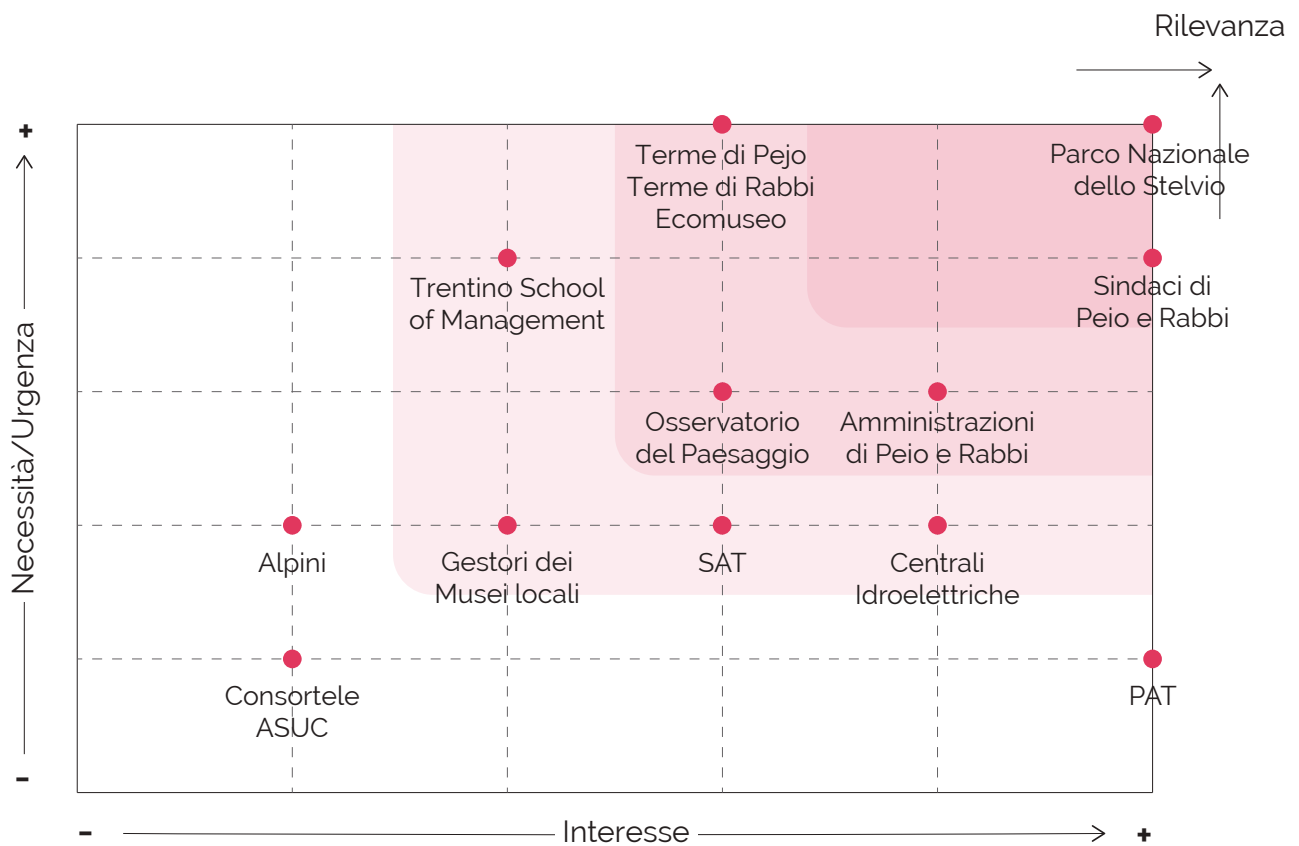 Rilevanza
+
Terme di Pejo
Terme di Rabbi
Ecomuseo
Parco Nazionale
dello Stelvio
Trentino School
of Management
Sindaci di
Peio e Rabbi
Necessità/Urgenza
Osservatorio
del Paesaggio
Amministrazioni
di Peio e Rabbi
Alpini
Gestori dei
Musei locali
SAT
Centrali
Idroelettriche
Consortele
ASUC
PAT
-
-
Interesse
+